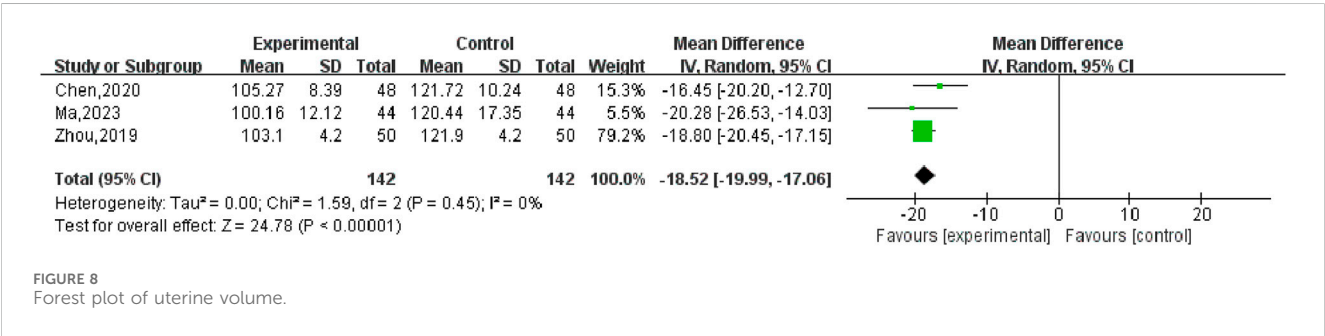 Experimental Control Mean Difference Mean Difference
Study or Subgroup Mean SD Total Mean SD Total Weight IV, Random, 95% CI IV, Random, 95% CI
Chen,2020 105.27 8.39 48 121.72 10.24 48 15.3% -16.45 [-20.20, -12.70]
Ma,2023 100.16 12.12 44 120.44 17.35 44 5.5% -20.28 [-26.53, -14.03]
Zhou,2019 103.1 4.2 50 121.9 4.2 50 79.2% -18.80 [-20.45, -17.15]
Total (95% CI) 142 142 100.0% -18.52 [-19.99, -17.06]
Heterogeneity: Tau² = 0.00; Chi² = 1.59, df = 2 (P = 0.45); I² = 0%
Test for overall effect: Z = 24.78 (P < 0.00001)
-20 -10 0 10 20
Favours [experimental] Favours [control]
FIGURE 8
Forest plot of uterine volume.